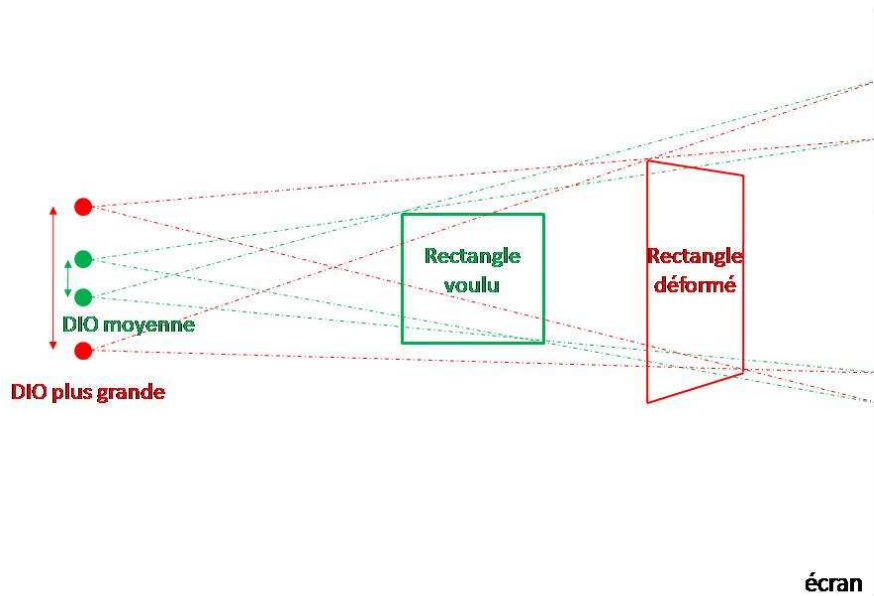 Rectangle
voulu
Rectangle
déformé
DIO moyenne
DIO plus grande
écran